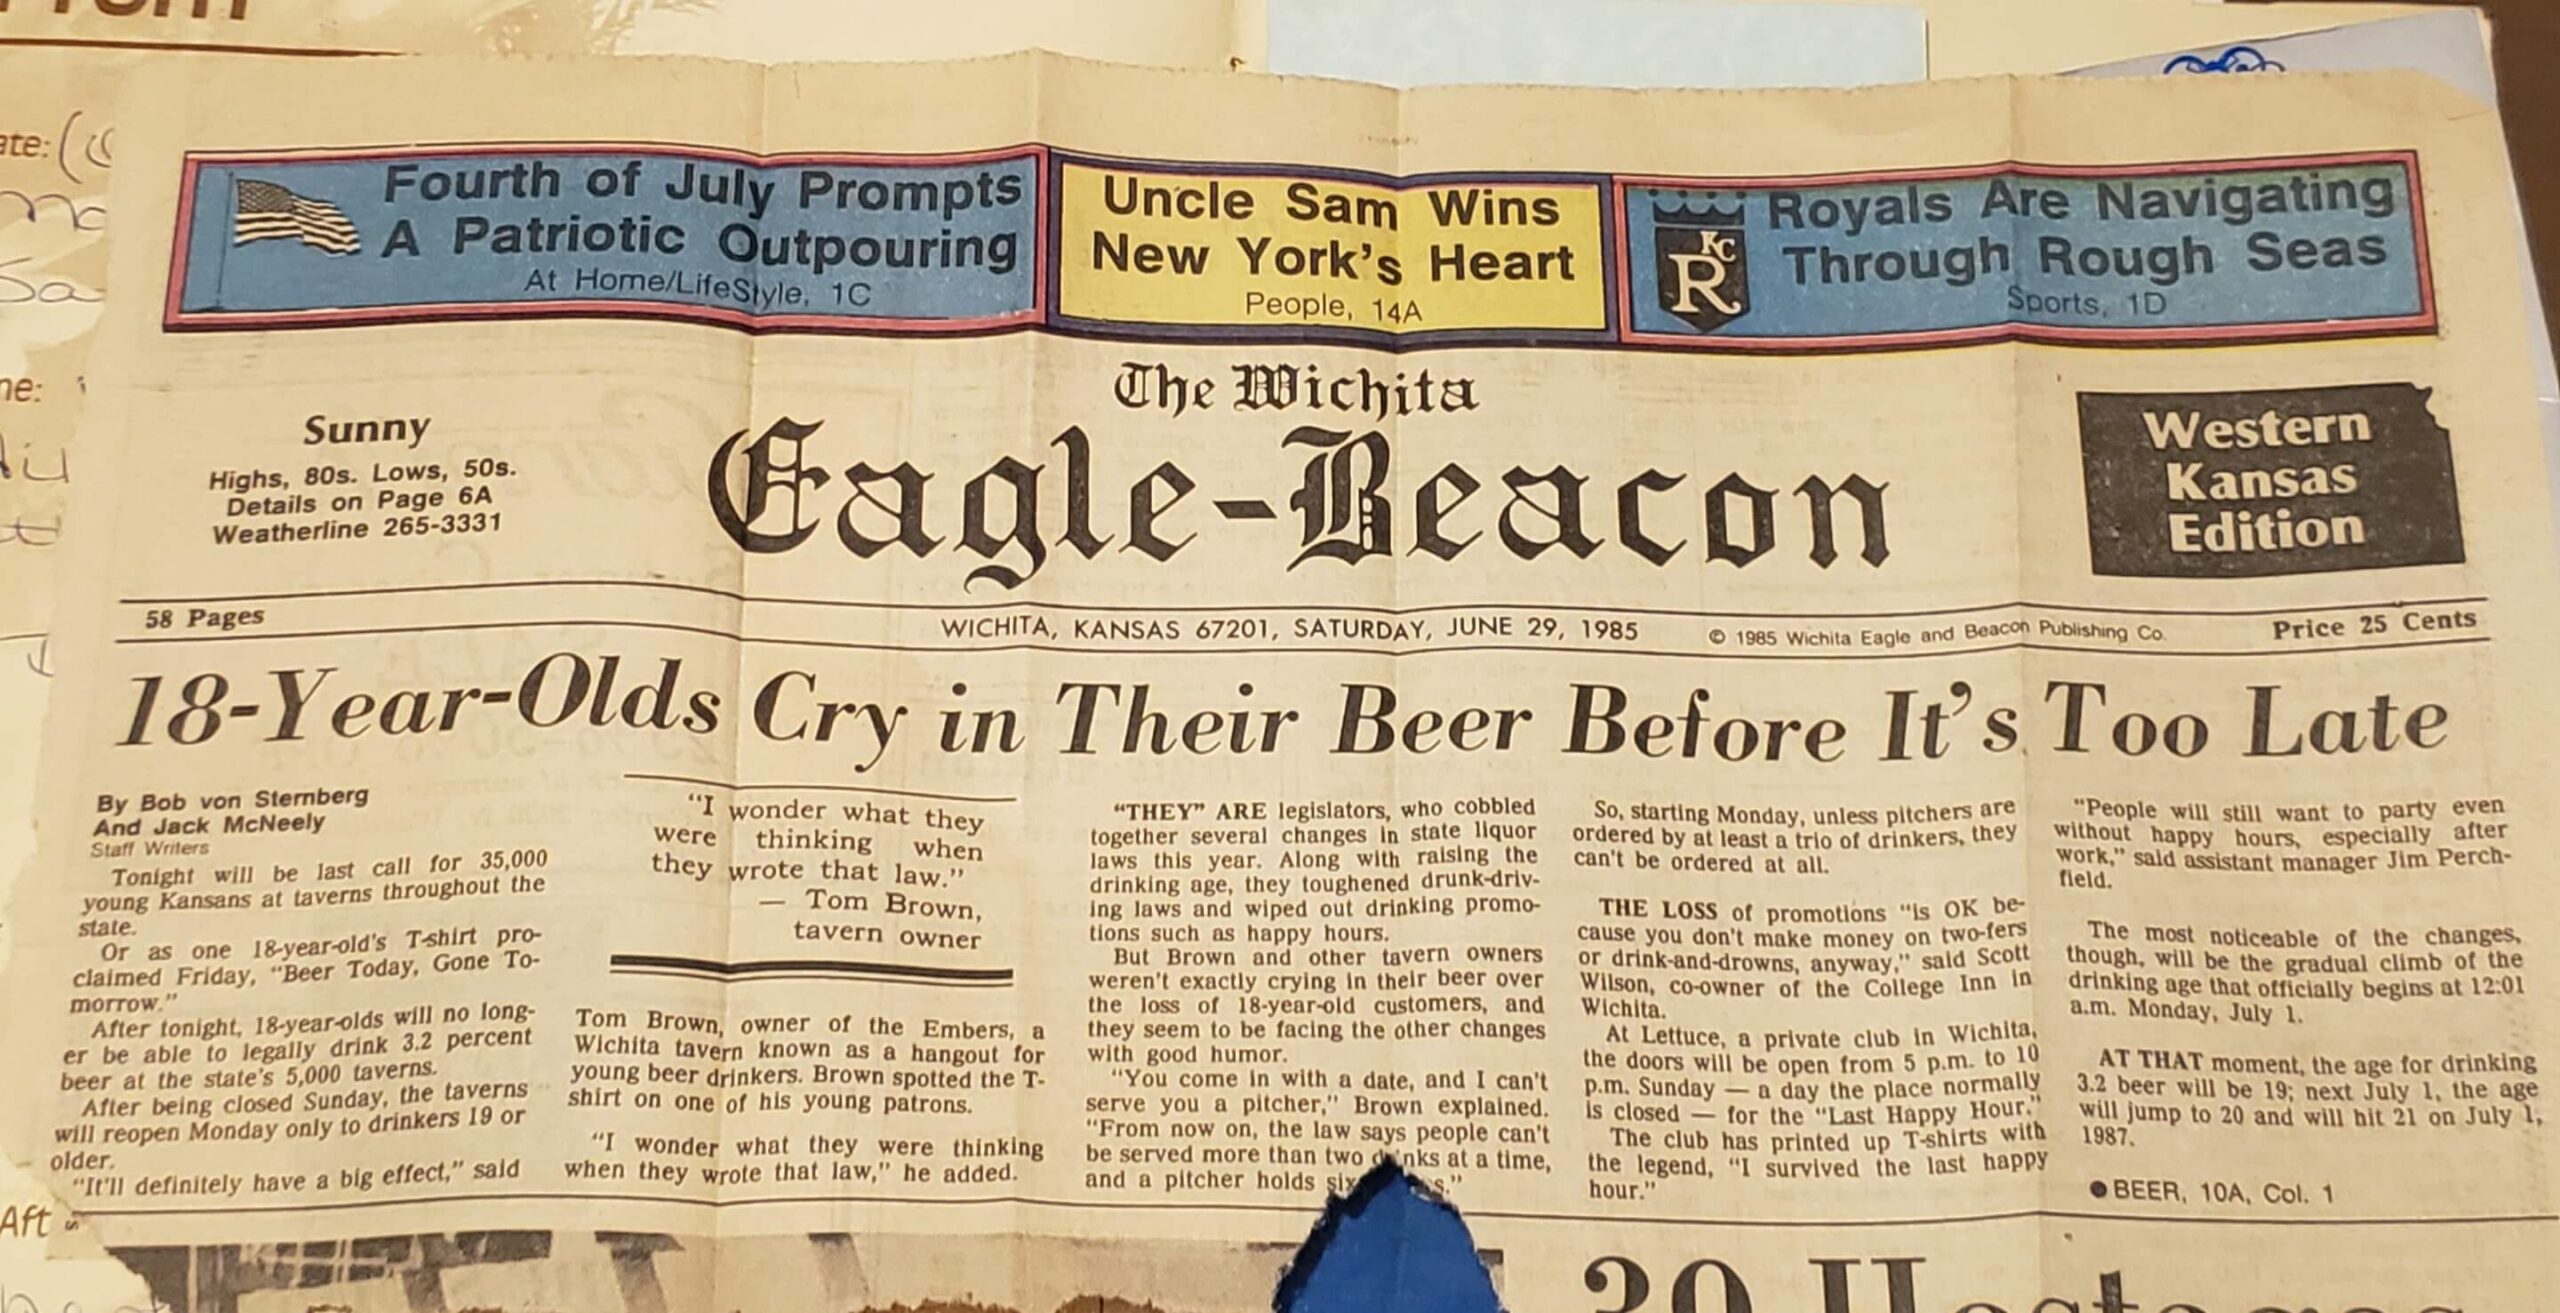 Fourth of July Prompts
A Patriotic Outpouring
At Home/LifeStyle, 1C
Uncle Sam Wins
New York's Heart
People, 14A
KC
R
Royals Are Navigating
Through Rough Seas
Sports, 1D
Sunny
Highs, 80s. Lows, 50s.
Details on Page 6A
Weatherline 265-3331
The Wichita
Eagle-Beacon
Western
Kansas
Edition
58 Pages
WICHITA, KANSAS 67201, SATURDAY, JUNE 29, 1985
© 1985 Wichita Eagle and Beacon Publishing Co.
Price 25 Cents
18-Year-Olds Cry in Their Beer Before It's Too Late
By Bob von Sternberg
And Jack McNeely
Staff Writers
Tonight will be last call for 35,000
young Kansans at taverns throughout the
state.
Or as one 18-year-old's T-shirt pro-
claimed Friday, "Beer Today, Gone To-
morrow."
After tonight, 18-year-olds will no long-
er be able to legally drink 3.2 percent
beer at the state's 5,000 taverns.
After being closed Sunday, the taverns
will reopen Monday only to drinkers 19 or
older.
"It'll definitely have a big effect," said
"I wonder what they
were thinking when
they wrote that law."
— Tom Brown,
tavern owner
Tom Brown, owner of the Embers, a
Wichita tavern known as a hangout for
young beer drinkers. Brown spotted the T-
shirt on one of his young patrons.
"I wonder what they were thinking
when they wrote that law," he added.
"THEY" ARE legislators, who cobbled
together several changes in state liquor
laws this year. Along with raising the
drinking age, they toughened drunk-driv-
ing laws and wiped out drinking promo-
tions such as happy hours.
But Brown and other tavern owners
weren't exactly crying in their beer over
the loss of 18-year-old customers, and
they seem to be facing the other changes
with good humor.
"You come in with a date, and I can't
serve you a pitcher," Brown explained.
"From now on, the law says people can't
be served more than two at a time,
and a pitcher holds six
So, starting Monday, unless pitchers are
ordered by at least a trio of drinkers, they
can't be ordered at all.
THE LOSS of promotions "is OK be-
cause you don't make money on two-fers
or drink-and-drowns, anyway," said Scott
Wilson, co-owner of the College Inn in
Wichita.
At Lettuce, a private club in Wichita,
the doors will be open from 5 p.m. to 10
p.m. Sunday — a day the place normally
is closed — for the "Last Happy Hour."
The club has printed up T-shirts with
the legend, "I survived the last happy
hour."
"People will still want to party even
without happy hours, especially after
work," said assistant manager Jim Perch-
field.
The most noticeable of the changes,
though, will be the gradual climb of the
drinking age that officially begins at 12:01
a.m. Monday, July 1.
AT THAT moment, the age for drinking
3.2 beer will be 19; next July 1, the age
will jump to 20 and will hit 21 on July 1,
1987.
● BEER, 10A, Col. 1
Aft